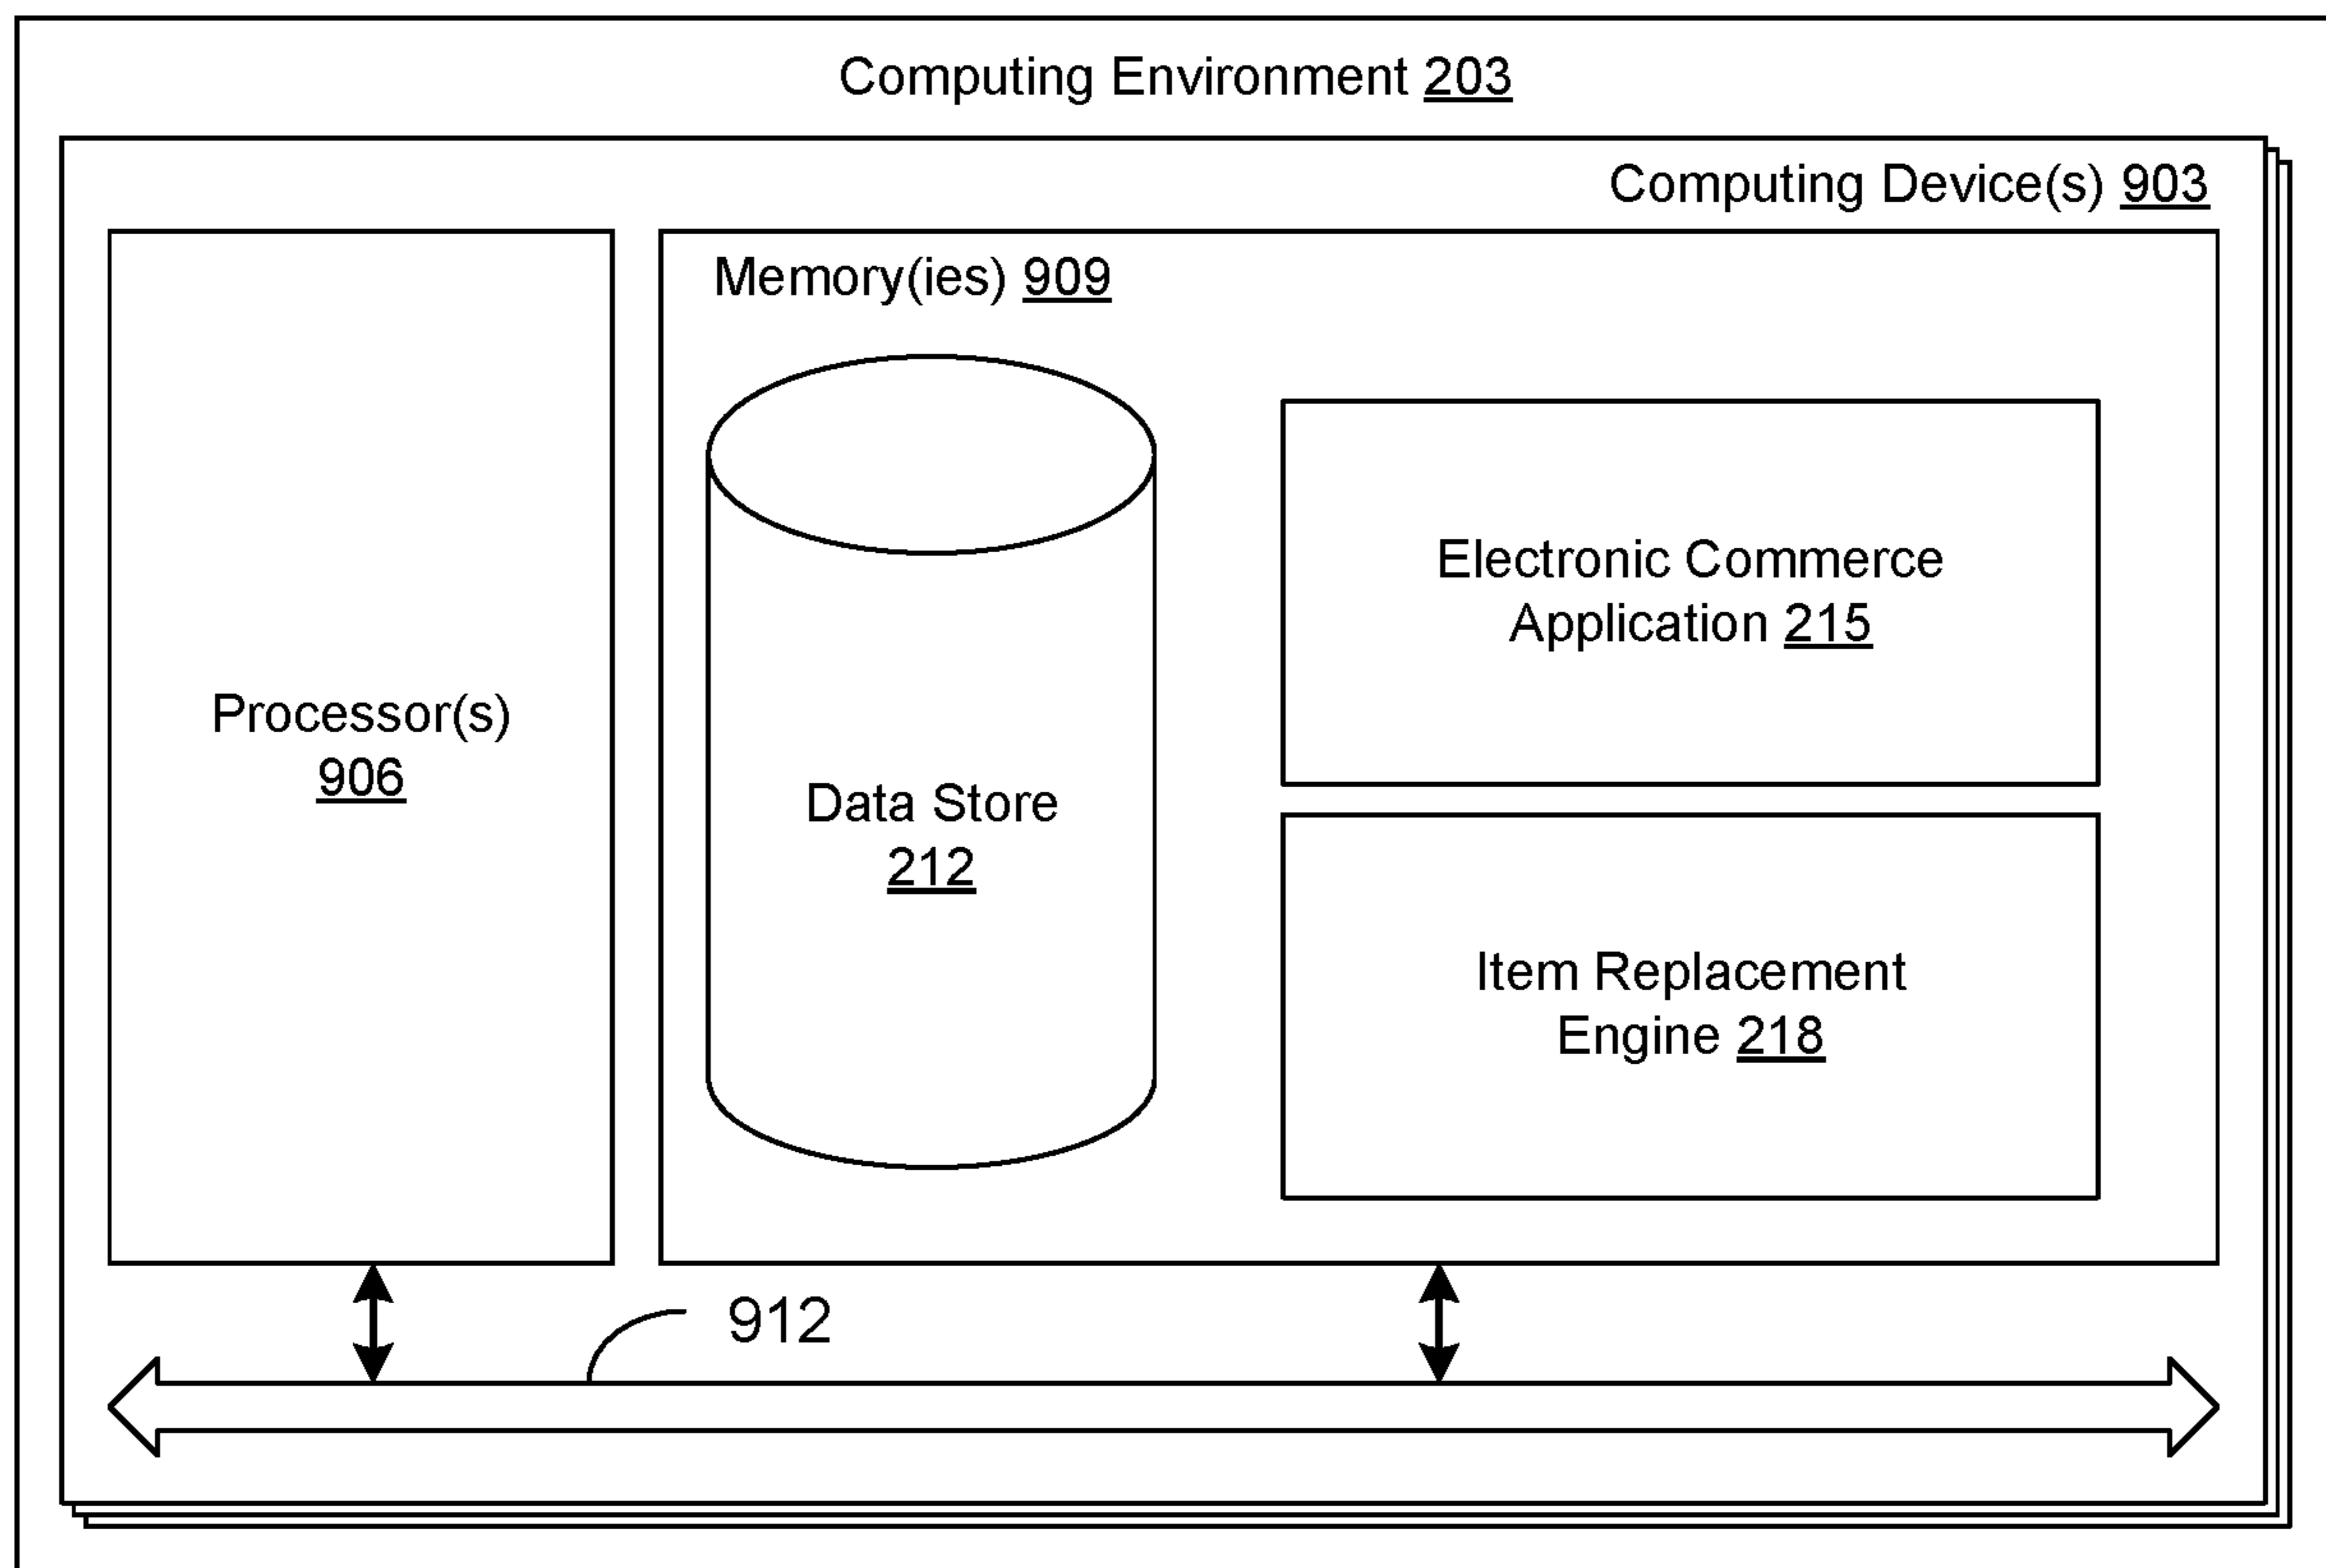 Computing Environment 203
Computing Device(s) 903
Memory(ies) 909
Electronic Commerce
Application 215
Processor(s)
906
Data Store
212
Item Replacement
Engine 218
912